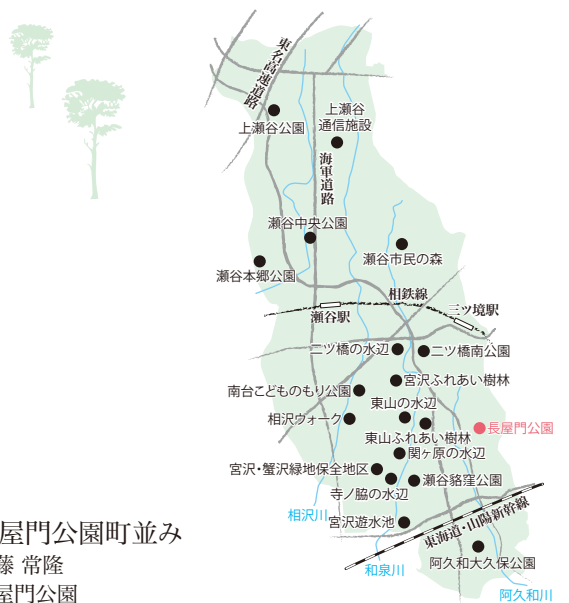 東名高速道路
上瀬谷公園
上瀬谷
通信施設
海軍道路
瀬谷中央公園
瀬谷市民の森
瀬谷本郷公園
相鉄線
瀬谷駅
三ツ境駅
二ツ橋の水辺
二ツ橋南公園
宮沢ふれあい樹林
南台こどものもり公園
東山の水辺
相沢ウォーク
長屋門公園
東山ふれあい樹林
関ヶ原の水辺
宮沢・蟹沢緑地保全地区
瀬谷貉窪公園
寺ノ脇の水辺
相沢川
宮沢遊水池
東海道・山陽新幹線
和泉川
阿久和大久保公園
阿久和川
屋門公園町並み
藤 常隆
屋門公園